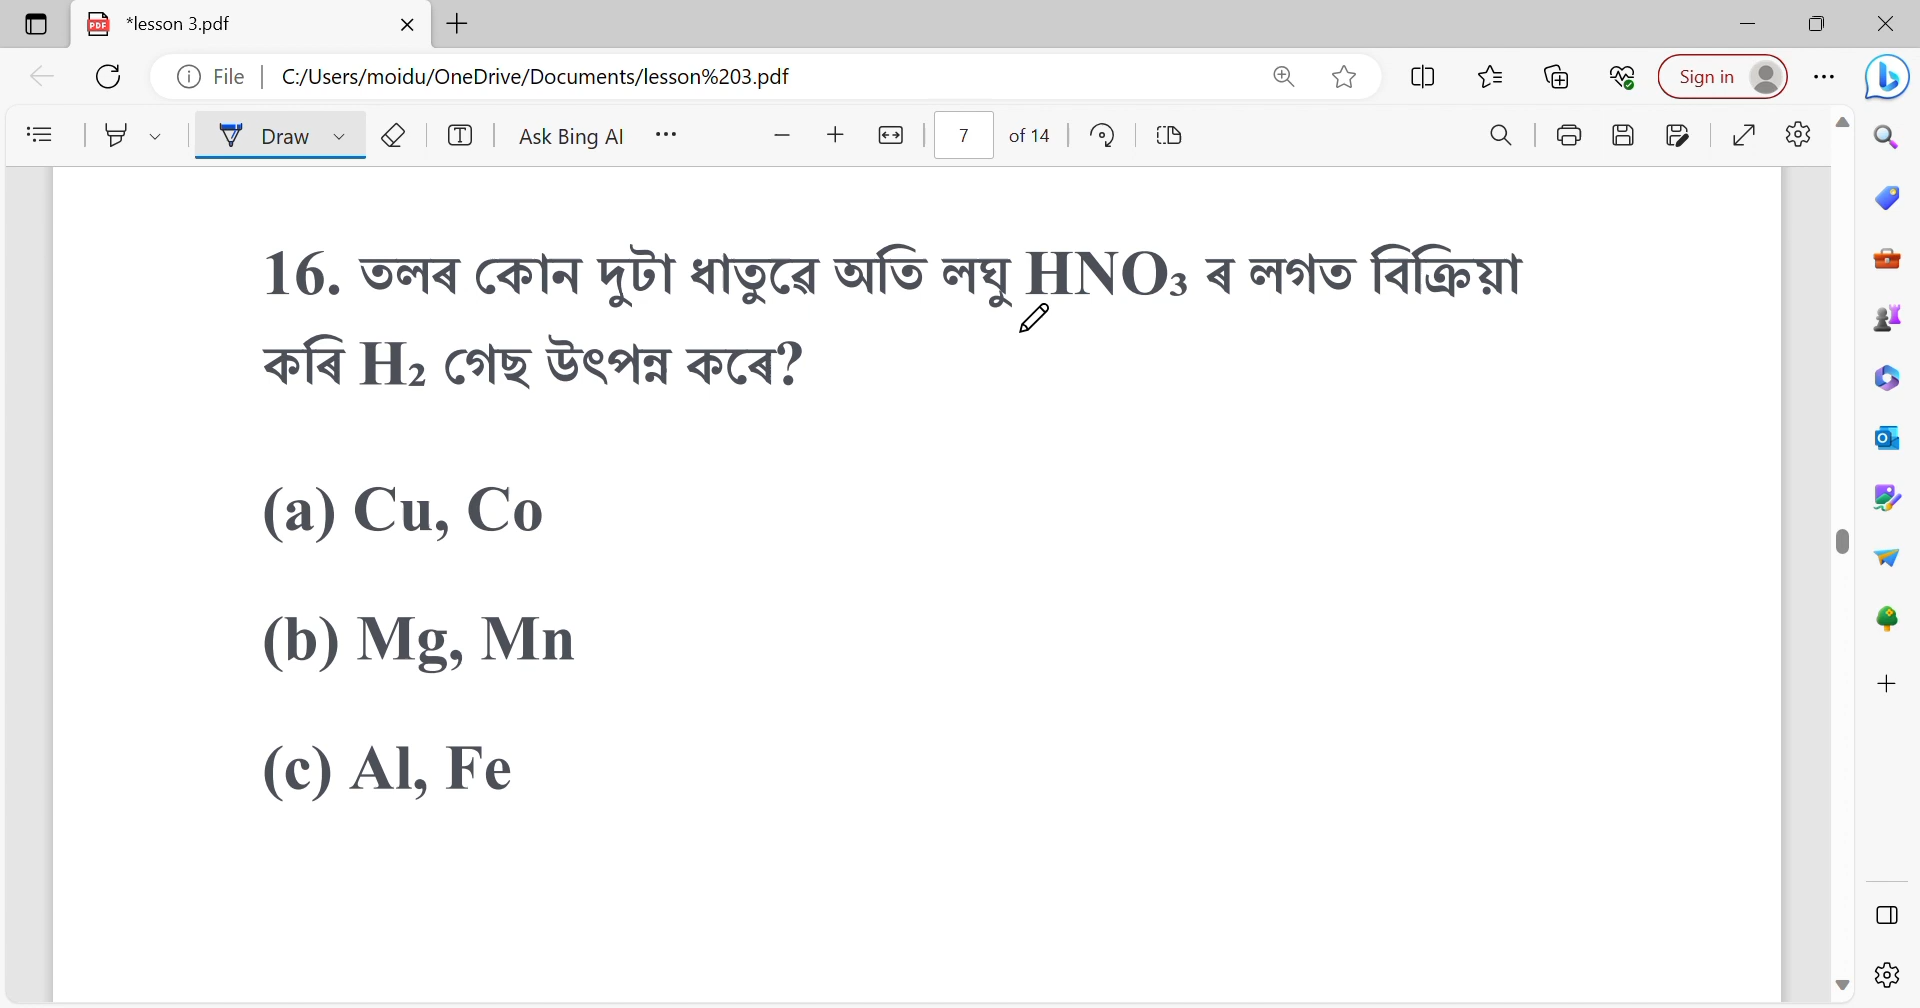 *lesson 3.pdf
File
C:/Users/moidu/OneDrive/Documents/lesson%203.pdf
Sign in
Draw
Ask Bing AI
7
of 14
16. তলৰ কোন দুটা ধাতুৱে অতি লঘু HNO₃ ৰ লগত বিক্ৰিয়া
কৰি H₂ গেছ উৎপন্ন কৰে?
(a) Cu, Co
(b) Mg, Mn
(c) Al, Fe